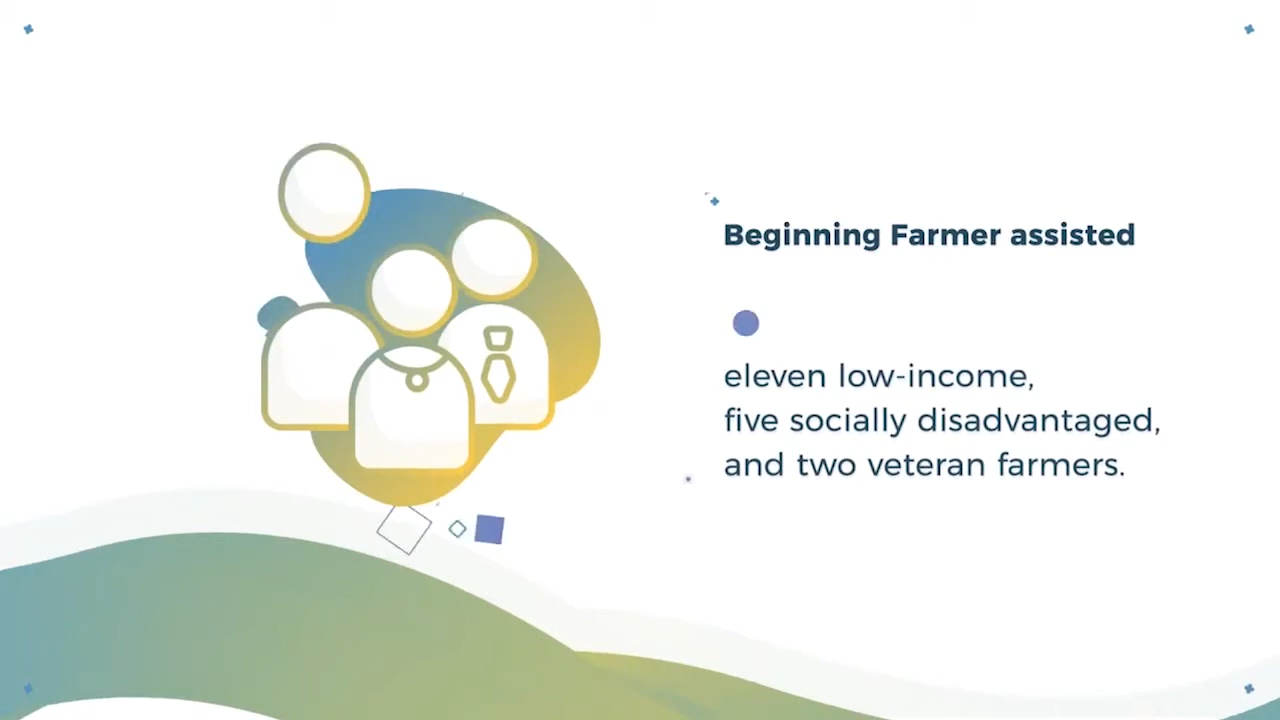 Beginning Farmer assisted
eleven low-income,
five socially disadvantaged,
and two veteran farmers.